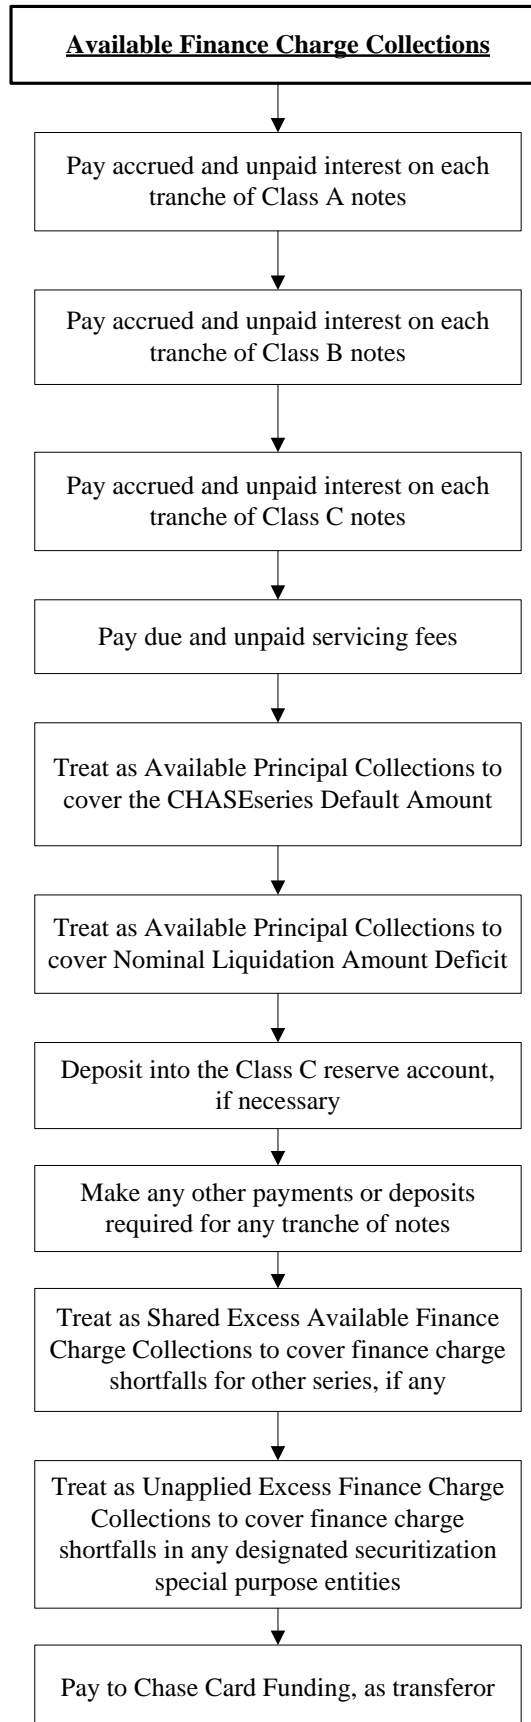 Available Finance Charge Collections
Pay accrued and unpaid interest on each
tranche of Class A notes
Pay accrued and unpaid interest on each
tranche of Class B notes
Pay accrued and unpaid interest on each
tranche of Class C notes
Pay due and unpaid servicing fees
Treat as Available Principal Collections to
cover the CHASEseries Default Amount
Treat as Available Principal Collections to
cover Nominal Liquidation Amount Deficit
Deposit into the Class C reserve account,
if necessary
Make any other payments or deposits
required for any tranche of notes
Treat as Shared Excess Available Finance
Charge Collections to cover finance charge
shortfalls for other series, if any
Treat as Unapplied Excess Finance Charge
Collections to cover finance charge
shortfalls in any designated securitization
special purpose entities
Pay to Chase Card Funding, as transferor